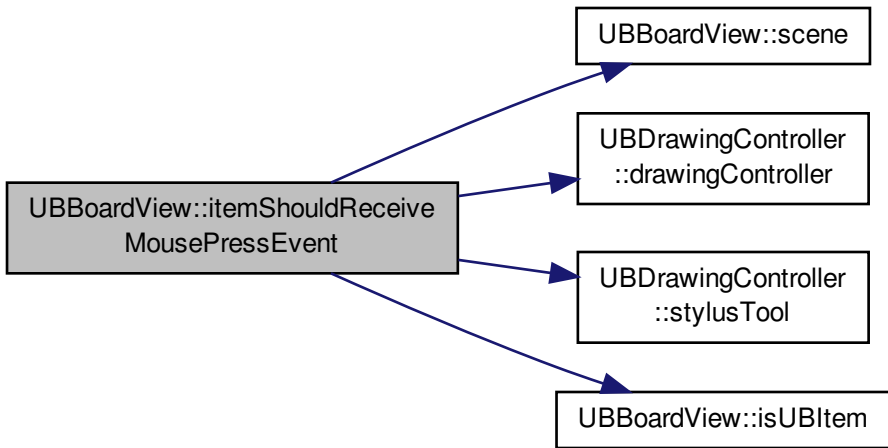 UBBoardView::scene
UBDrawingController
::drawingController
UBBoardView::itemShouldReceive
MousePressEvent
UBDrawingController
::stylusTool
UBBoardView::isUBItem